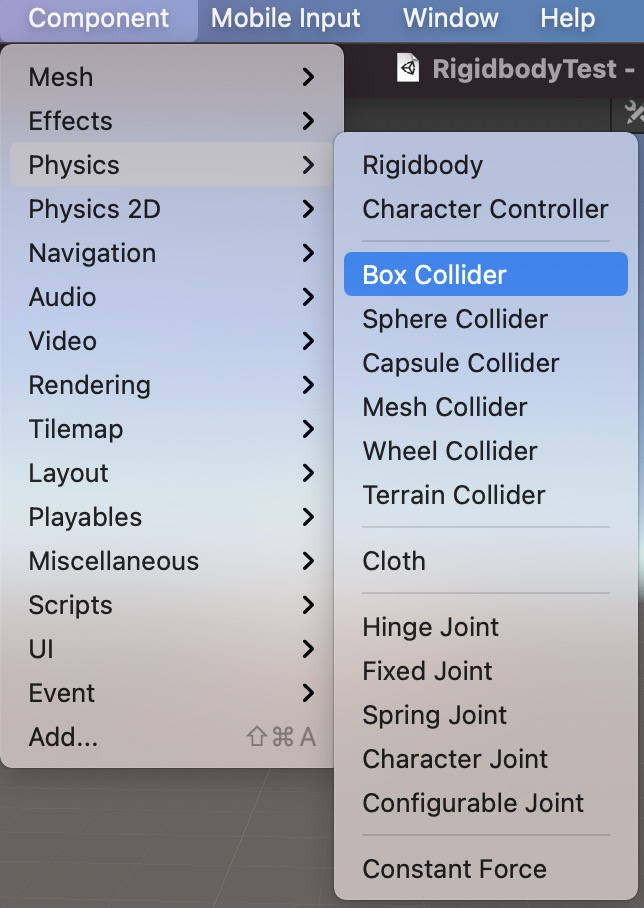 Component Mobile Input Window Help
RigidbodyTest -
Mesh
Effects
Physics
Physics 2D
Navigation
Audio
Video
Rendering
Tilemap
Layout
Playables
Miscellaneous
Scripts
UI
Event
Add... ⇧⌘A
Rigidbody
Character Controller
Box Collider
Sphere Collider
Capsule Collider
Mesh Collider
Wheel Collider
Terrain Collider
Cloth
Hinge Joint
Fixed Joint
Spring Joint
Character Joint
Configurable Joint
Constant Force